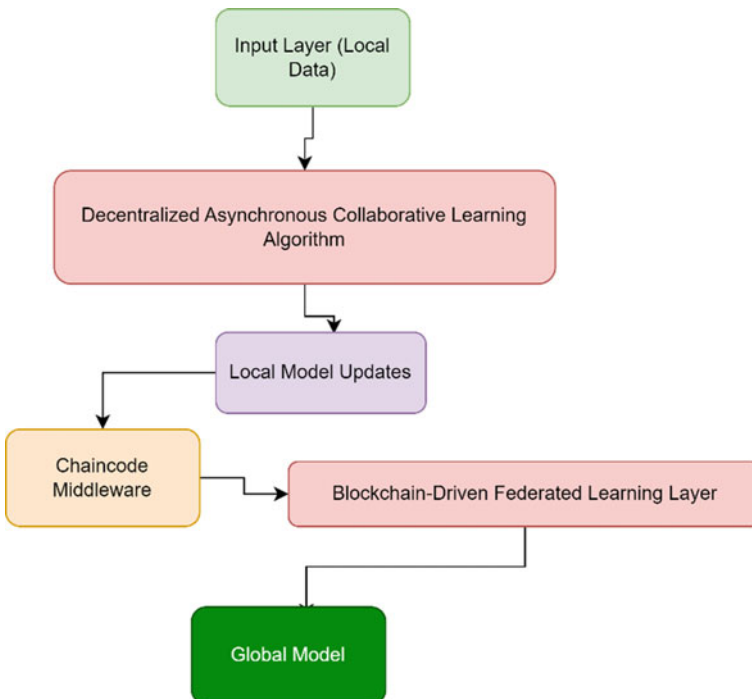 Input Layer (Local
Data)
Decentralized Asynchronous Collaborative Learning
Algorithm
Local Model Updates
Chaincode
Middleware
Blockchain-Driven Federated Learning Layer
Global Model